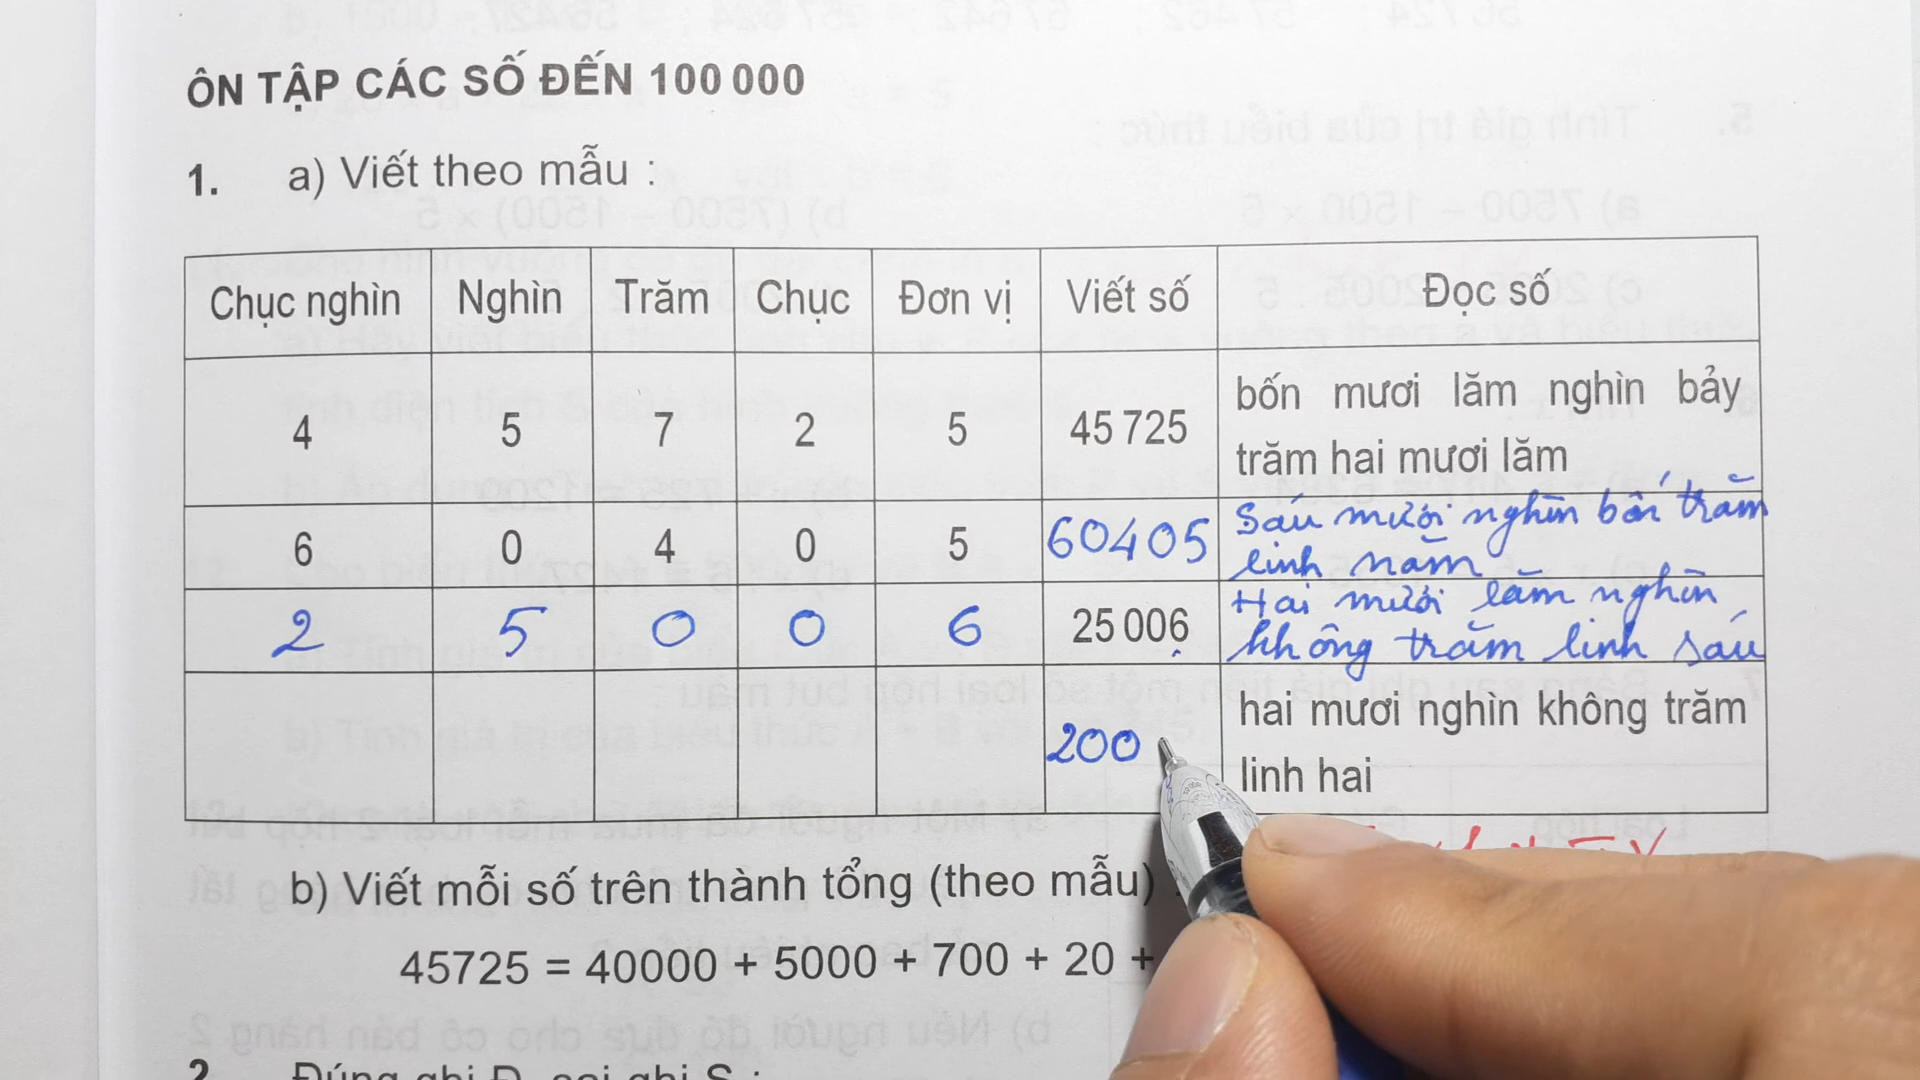 ÔN TẬP CÁC SỐ ĐẾN 100 000
1. a) Viết theo mẫu :
Chục nghìn Nghìn Trăm Chục Đơn vị Viết số Đọc số
4 5 7 2 5 45 725 bốn mươi lăm nghìn bảy
trăm hai mươi lăm
6 0 4 0 5 60405 Sáu mươi nghìn bốn trăm
linh năm
2 5 0 0 6 25 006 Hai mươi lăm nghìn
không trăm linh sáu
200 hai mươi nghìn không trăm
linh hai
b) Viết mỗi số trên thành tổng (theo mẫu)
45725 = 40000 + 5000 + 700 + 20 +
2